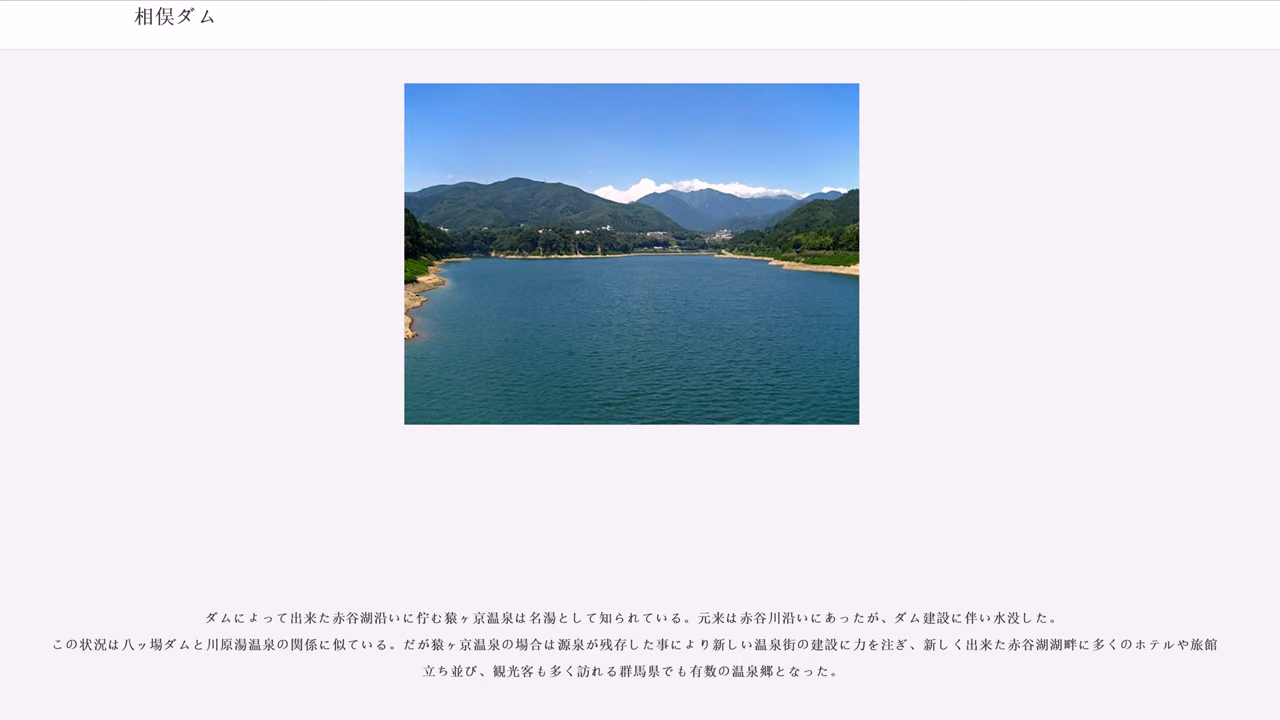 相俣ダム
ダムによって出来た赤谷湖沿いに佇む猿ヶ京温泉は名湯として知られている。元来は赤谷川沿いにあったが、ダム建設に伴い水没した。
この状況は八ッ場ダムと川原湯温泉の関係に似ている。だが猿ヶ京温泉の場合は源泉が残存した事により新しい温泉街の建設に力を注ぎ、新しく出来た赤谷湖湖畔に多くのホテルや旅館
立ち並び、観光客も多く訪れる群馬県でも有数の温泉郷となった。